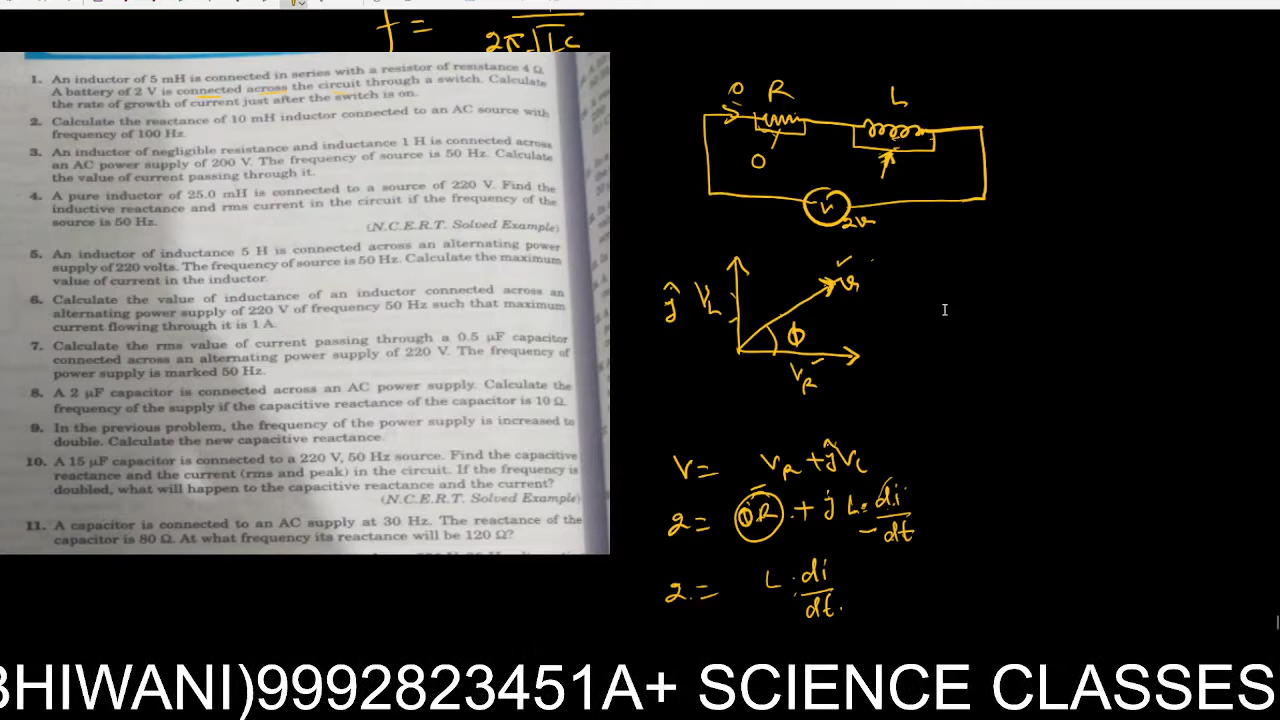 f =
2π√LC
1. An inductor of 5 mH is connected in series with a resistor of resistance 4 Ω.
A battery of 2 V is connected across the circuit through a switch. Calculate
the rate of growth of current just after the switch is on.
2. Calculate the reactance of 10 mH inductor connected to an AC source with
frequency of 100 Hz.
3. An inductor of negligible resistance and inductance 1 H is connected across
an AC power supply of 200 V. The frequency of source is 50 Hz. Calculate
the value of current passing through it.
4. A pure inductor of 25.0 mH is connected to a source of 220 V. Find the
inductive reactance and rms current in the circuit if the frequency of the
source is 50 Hz.
(N.C.E.R.T. Solved Example)
5. An inductor of inductance 5 H is connected across an alternating power
supply of 220 volts. The frequency of source is 50 Hz. Calculate the maximum
value of current in the inductor.
6. Calculate the value of inductance of an inductor connected across an
alternating power supply of 220 V of frequency 50 Hz such that maximum
current flowing through it is 1 A.
7. Calculate the rms value of current passing through a 0.5 μF capacitor
connected across an alternating power supply of 220 V. The frequency of
power supply is marked 50 Hz.
8. A 2 μF capacitor is connected across an AC power supply. Calculate the
frequency of the supply if the capacitive reactance of the capacitor is 10 Ω.
9. In the previous problem, the frequency of the power supply is increased to
double. Calculate the new capacitive reactance.
10. A 15 μF capacitor is connected to a 220 V, 50 Hz source. Find the capacitive
reactance and the current (rms and peak) in the circuit. If the frequency is
doubled, what will happen to the capacitive reactance and the current?
(N.C.E.R.T. Solved Example)
11. A capacitor is connected to an AC supply at 30 Hz. The reactance of the
capacitor is 80 Ω. At what frequency its reactance will be 120 Ω?
0 R L
0
V
2V
ĵ VL
V
φ
VR
V = VR + ĵVL
2 = iR + j L. di/dt
2 = L. di/dt.
BHIWANI)9992823451A+ SCIENCE CLASSES